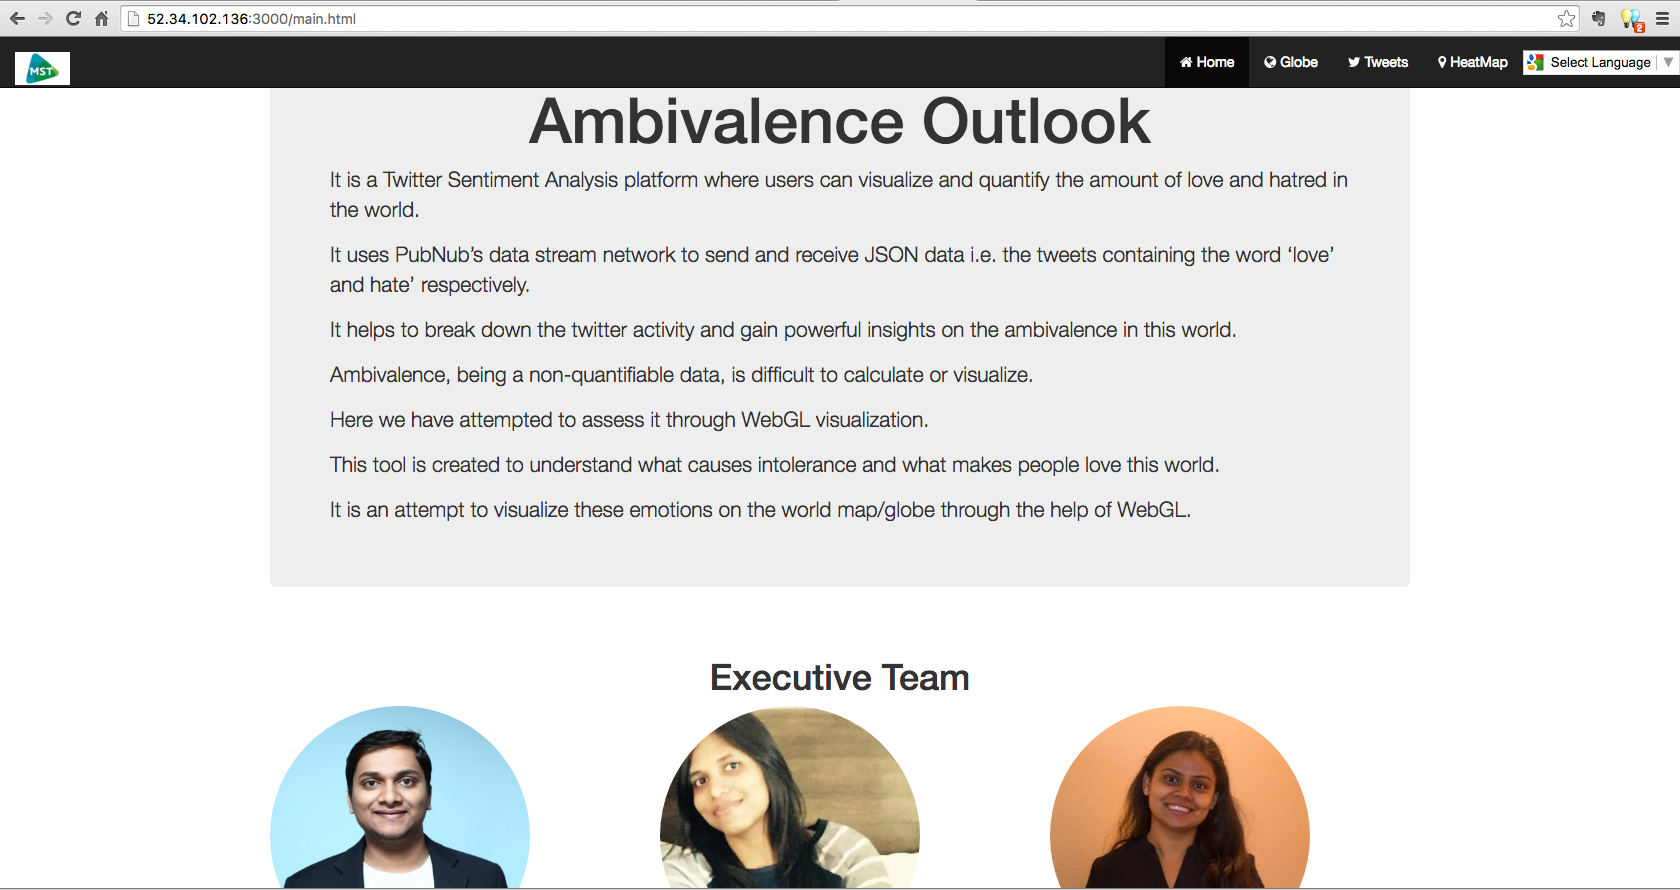 52.34.102.136:3000/main.html
2
MST
Home Globe Tweets HeatMap Select Language
Ambivalence Outlook
It is a Twitter Sentiment Analysis platform where users can visualize and quantify the amount of love and hatred in
the world.
It uses PubNub’s data stream network to send and receive JSON data i.e. the tweets containing the word ‘love’
and hate’ respectively.
It helps to break down the twitter activity and gain powerful insights on the ambivalence in this world.
Ambivalence, being a non-quantifiable data, is difficult to calculate or visualize.
Here we have attempted to assess it through WebGL visualization.
This tool is created to understand what causes intolerance and what makes people love this world.
It is an attempt to visualize these emotions on the world map/globe through the help of WebGL.
Executive Team